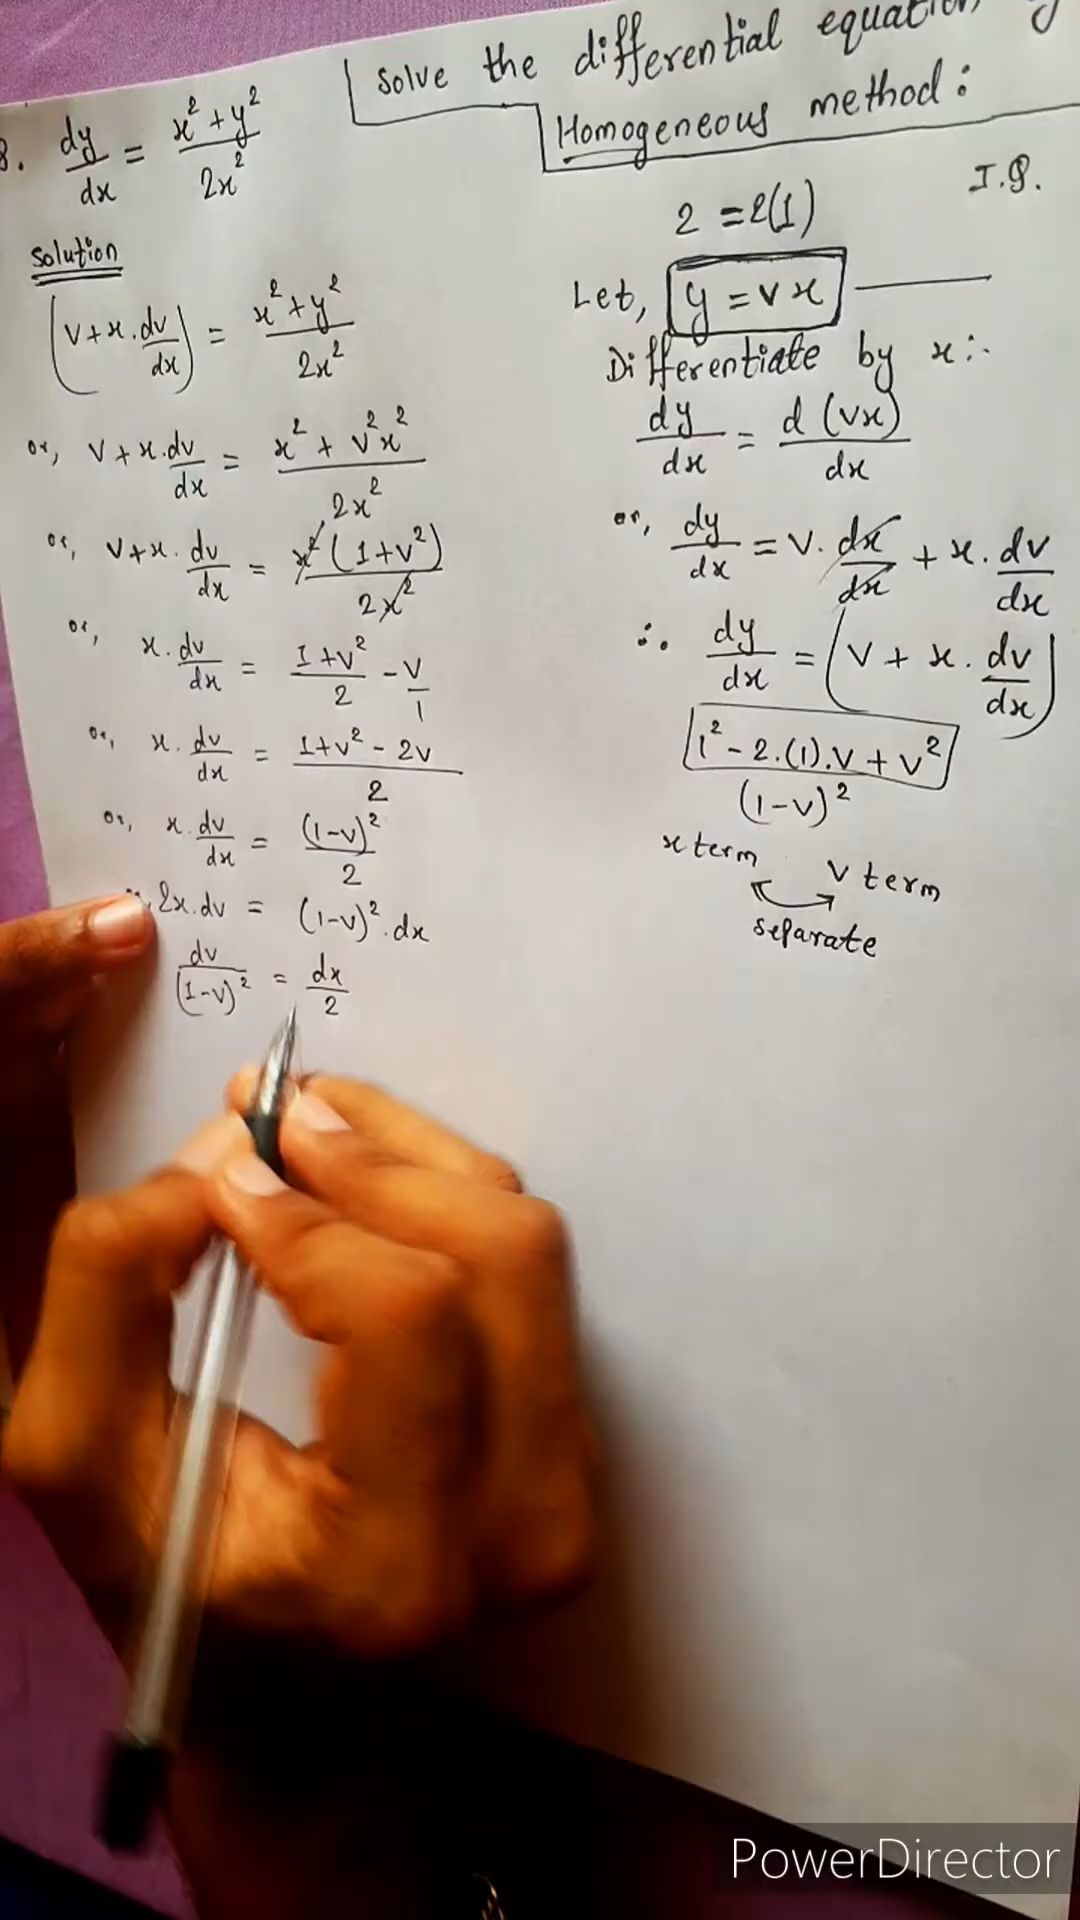 Solve the differential equation
Homogeneous method:
8. dy/dx = x²+y²/2x²
I.Q.
2 = 2(1)
Solution
(v+x.dv/dx) = x²+y²/2x²
or, v+x.dv/dx = x²+v²x²/2x²
or, v+x.dv/dx = x²(1+v²)/2x²
or, x.dv/dx = 1+v²/2 - v/1
or, x.dv/dx = 1+v²-2v/2
or, x.dv/dx = (1-v)²/2
2x.dv = (1-v)².dx
dv/(1-v)² = dx/2
Let, y = vx
Differentiate by x:-
dy/dx = d(vx)/dx
or, dy/dx = v.dx/dx + x.dv/dx
∴ dy/dx = (v + x.dv/dx)
1²-2.(1).v+v²
(1-v)²
x term v term
separate
PowerDirector